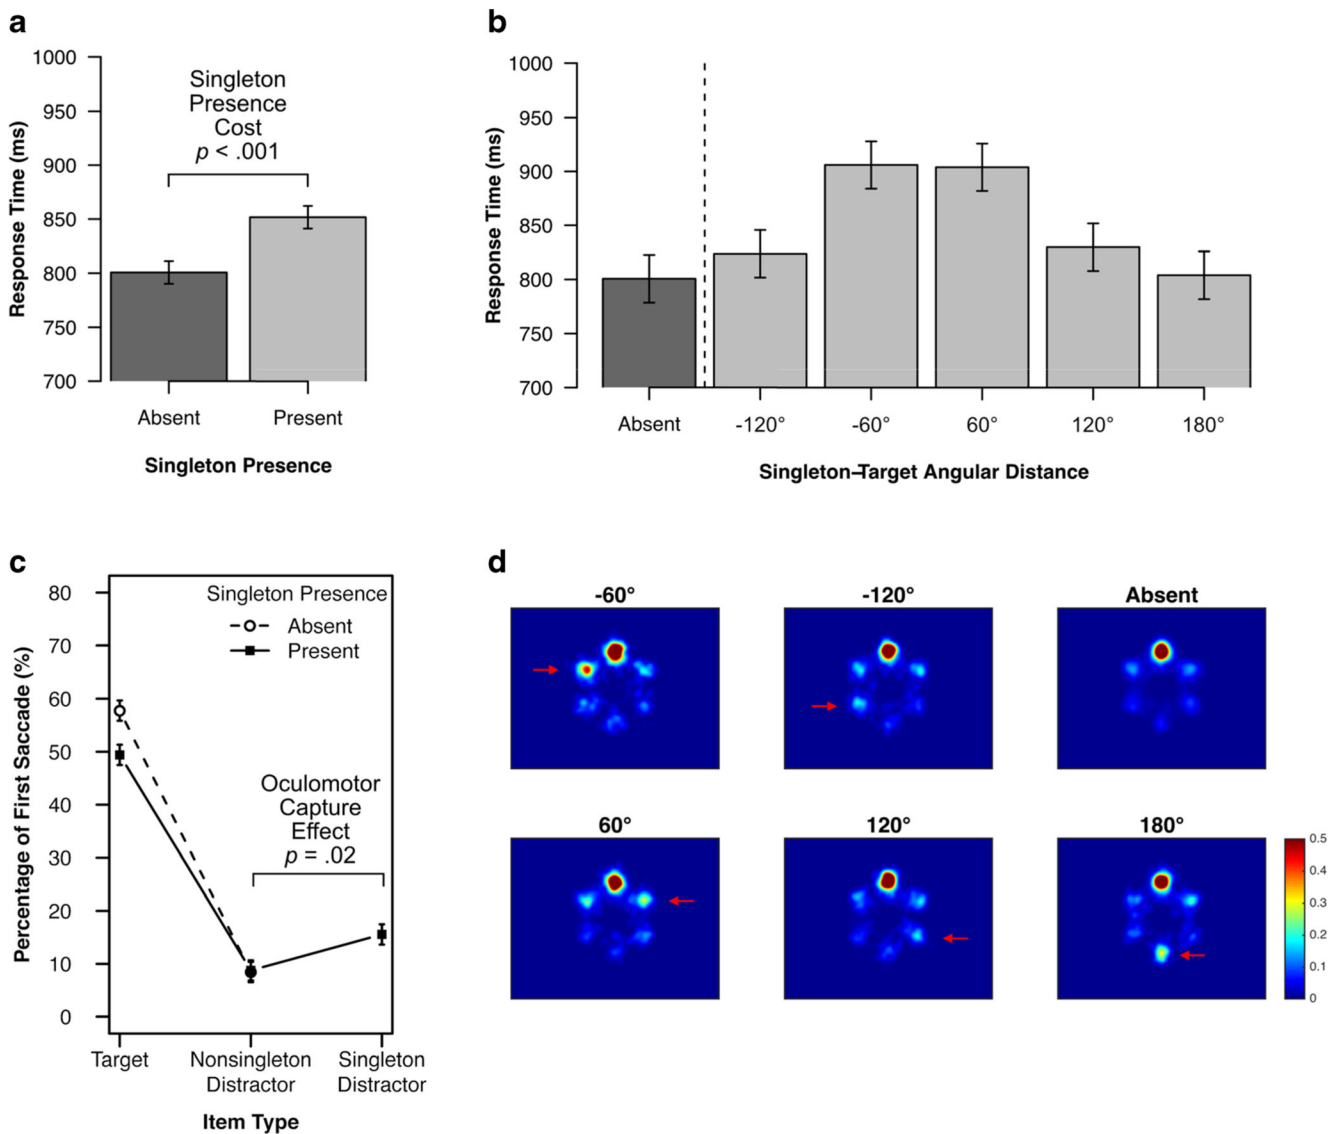 a
1000
950
900
850
800
750
700
Response Time (ms)
Singleton
Presence
Cost
p < .001
Absent
Present
Singleton Presence
b
1000
950
900
850
800
750
700
Response Time (ms)
Absent
-120°
-60°
60°
120°
180°
Singleton–Target Angular Distance
c
80
70
60
50
40
30
20
10
0
Percentage of First Saccade (%)
Singleton Presence
Absent
Present
Oculomotor
Capture
Effect
p = .02
Target
Nonsingleton
Distractor
Singleton
Distractor
Item Type
d
-60°
-120°
Absent
60°
120°
180°
0.5
0.4
0.3
0.2
0.1
0